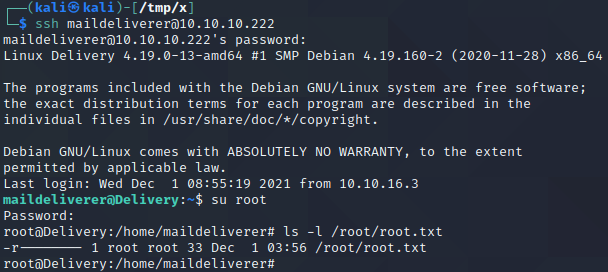 ┌──(kali㉿kali)-[/tmp/x]
└─$ ssh maildeliverer@10.10.10.222
maildeliverer@10.10.10.222's password:
Linux Delivery 4.19.0-13-amd64 #1 SMP Debian 4.19.160-2 (2020-11-28) x86_64
The programs included with the Debian GNU/Linux system are free software;
the exact distribution terms for each program are described in the
individual files in /usr/share/doc/*/copyright.
Debian GNU/Linux comes with ABSOLUTELY NO WARRANTY, to the extent
permitted by applicable law.
Last login: Wed Dec  1 08:55:19 2021 from 10.10.16.3
maildeliverer@Delivery:~$ su root
Password:
root@Delivery:/home/maildeliverer# ls -l /root/root.txt
-r-------- 1 root root 33 Dec  1 03:56 /root/root.txt
root@Delivery:/home/maildeliverer#